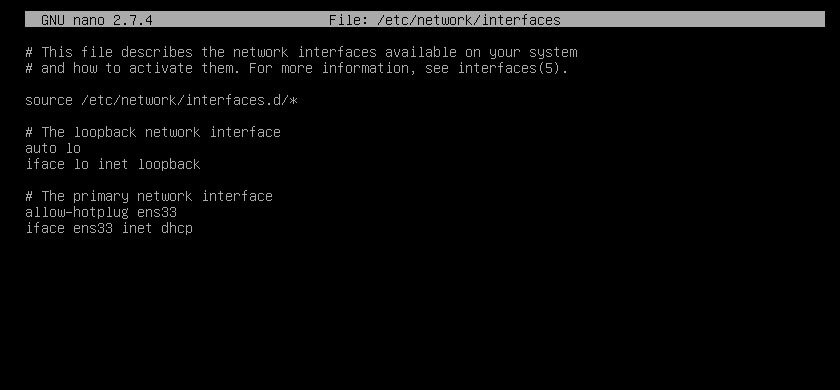 GNU nano 2.7.4 File: /etc/network/interfaces
# This file describes the network interfaces available on your system
# and how to activate them. For more information, see interfaces(5).
source /etc/network/interfaces.d/*
# The loopback network interface
auto lo
iface lo inet loopback
# The primary network interface
allow-hotplug ens33
iface ens33 inet dhcp